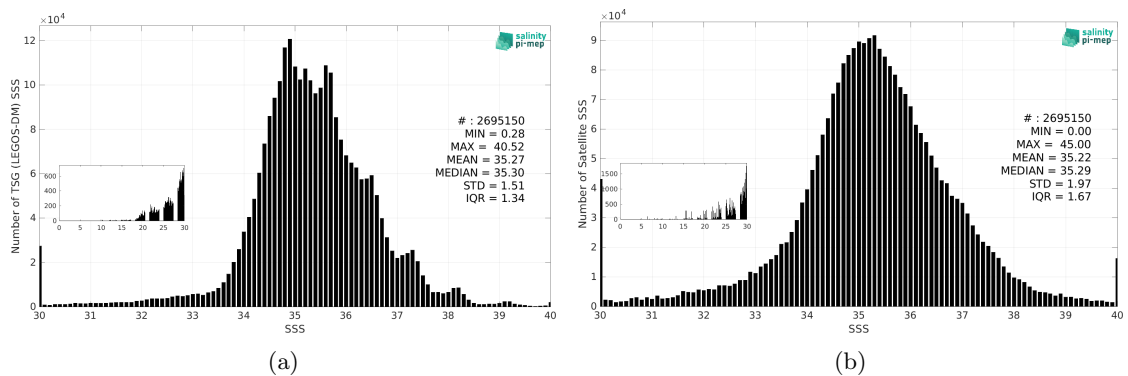 ×10⁴
salinity
pi-mep
Number of TSG (LEGOS-DM) SSS
12
10
8
6
4
2
0
# : 2695150
MIN = 0.28
MAX = 40.52
MEAN = 35.27
MEDIAN = 35.30
STD = 1.51
IQR = 1.34
600
400
200
0
0 5 10 15 20 25 30
30 31 32 33 34 35 36 37 38 39 40
SSS
(a)
×10⁴
salinity
pi-mep
Number of Satellite SSS
9
8
7
6
5
4
3
2
1
0
# : 2695150
MIN = 0.00
MAX = 45.00
MEAN = 35.22
MEDIAN = 35.29
STD = 1.97
IQR = 1.67
1500
1000
500
0
0 5 10 15 20 25 30
30 31 32 33 34 35 36 37 38 39 40
SSS
(b)